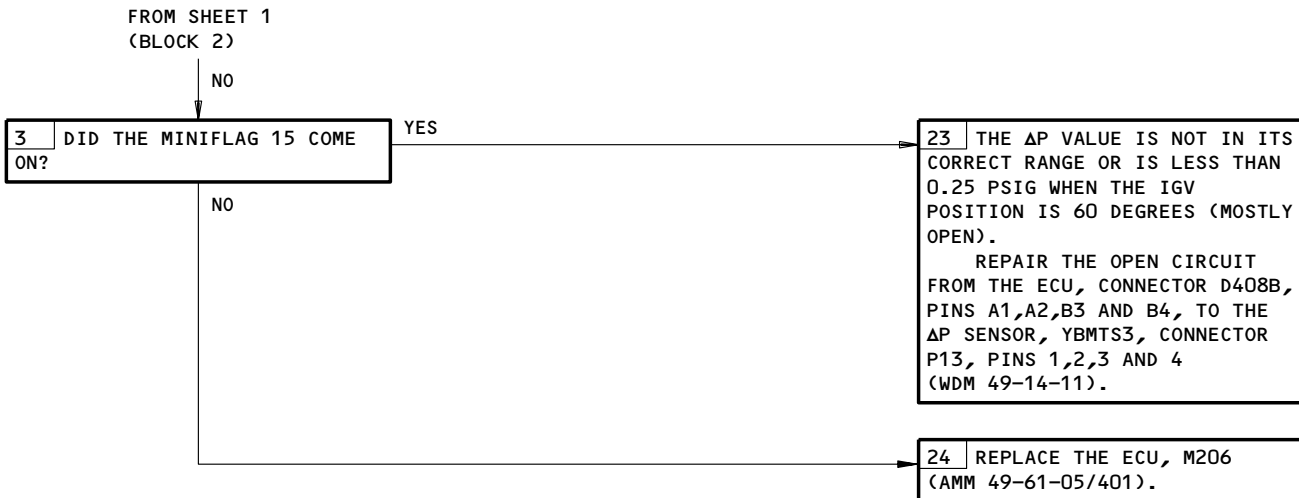 FROM SHEET 1
(BLOCK 2)
NO
3 DID THE MINIFLAG 15 COME
ON?
YES
NO
23 THE ΔP VALUE IS NOT IN ITS
CORRECT RANGE OR IS LESS THAN
0.25 PSIG WHEN THE IGV
POSITION IS 60 DEGREES (MOSTLY
OPEN).
REPAIR THE OPEN CIRCUIT
FROM THE ECU, CONNECTOR D408B,
PINS A1,A2,B3 AND B4, TO THE
ΔP SENSOR, YBMTS3, CONNECTOR
P13, PINS 1,2,3 AND 4
(WDM 49-14-11).
24 REPLACE THE ECU, M206
(AMM 49-61-05/401).